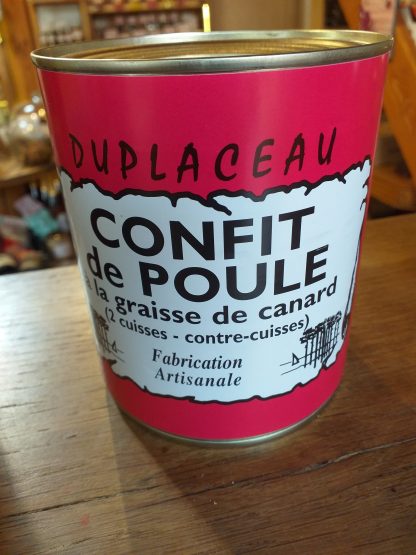 DUPLACEAU
CONFIT
de POULE
à la graisse de canard
(2 cuisses - contre-cuisses)
Fabrication
Artisanale